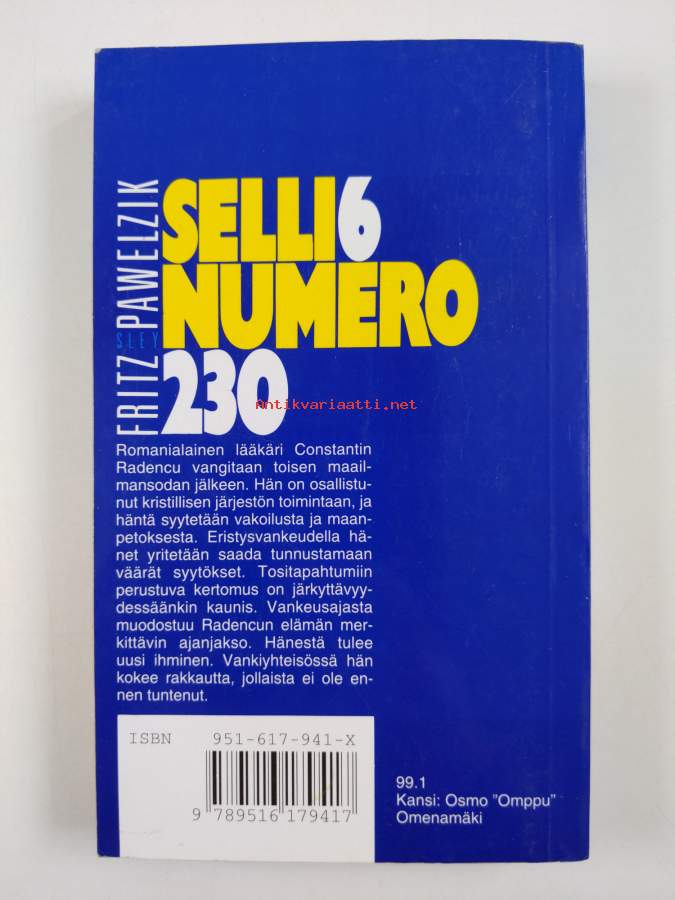 FRITZ PAWELZIK
SLEY
SELLI 6
NUMERO
230
Antikvariaatti.net
Romanialainen lääkäri Constantin
Radencu vangitaan toisen maail-
mansodan jälkeen. Hän on osallistu-
nut kristillisen järjestön toimintaan, ja
häntä syytetään vakoilusta ja maan-
petoksesta. Eristysvankeudella hä-
net yritetään saada tunnustamaan
väärät syytökset. Tositapahtumiin
perustuva kertomus on järkyttävyy-
dessäänkin kaunis. Vankeusajasta
muodostuu Radencun elämän mer-
kittävin ajanjakso. Hänestä tulee
uusi ihminen. Vankiyhteisössä hän
kokee rakkautta, jollaista ei ole en-
nen tuntenut.
ISBN 951-617-941-X
9 789516 179417
99.1
Kansi: Osmo "Omppu"
Omenamäki